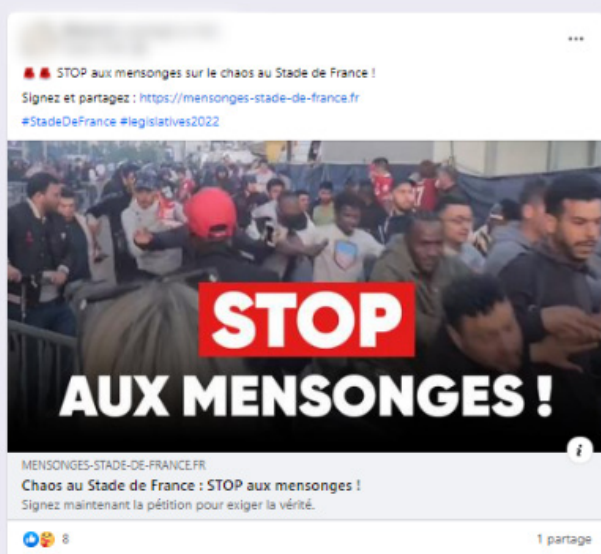 STOP aux mensonges sur le chaos au Stade de France !
Signez et partagez : https://mensonges-stade-de-france.fr
#StadeDeFrance #legislatives2022
STOP
AUX MENSONGES !
MENSONGES-STADE-DE-FRANCE.FR
Chaos au Stade de France : STOP aux mensonges !
Signez maintenant la pétition pour exiger la vérité.
8
1 partage